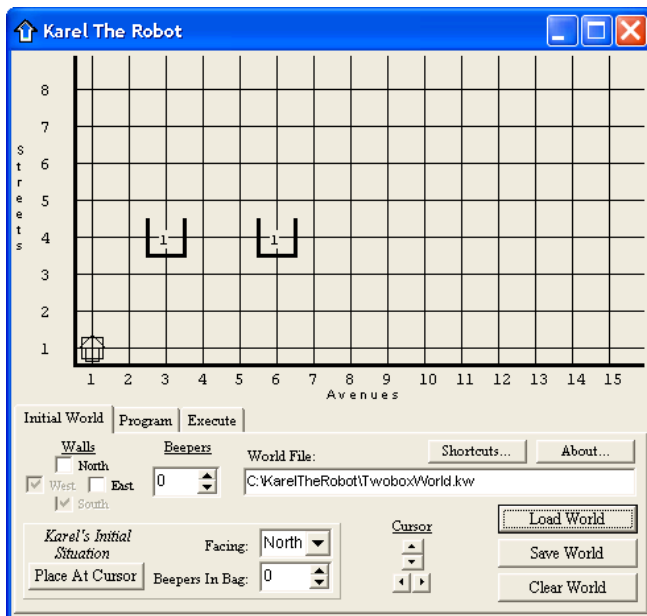 Karel The Robot
8
7
6
5
4 1 1
3
2
1
Streets
1 2 3 4 5 6 7 8 9 10 11 12 13 14 15
Avenues
Initial World Program Execute
Walls
North
West East
South
Beepers
0
World File: Shortcuts... About...
C:\KarelTheRobot\TwoboxWorld.kw
Karel's Initial
Situation
Place At Cursor
Facing: North
Beepers In Bag: 0
Cursor
Load World
Save World
Clear World